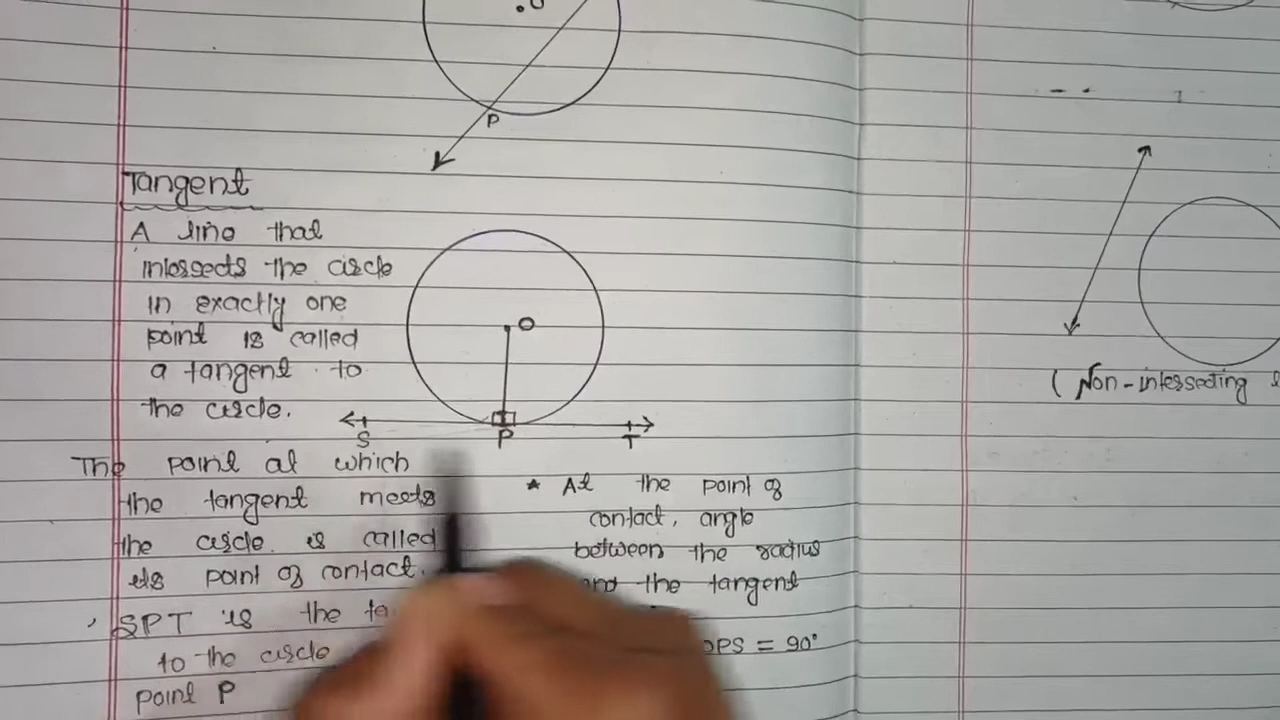 O
P
Tangent
A line that
intersects the circle
in exactly one
point is called
a tangent to
the circle.
O
S
P
T
The point at which
the tangent meets
the circle is called
its point of contact.
SPT is the
to the circle
point P
* At the point of
contact, angle
between the radius
and the tangent
OPS = 90°
(Non-intersecting